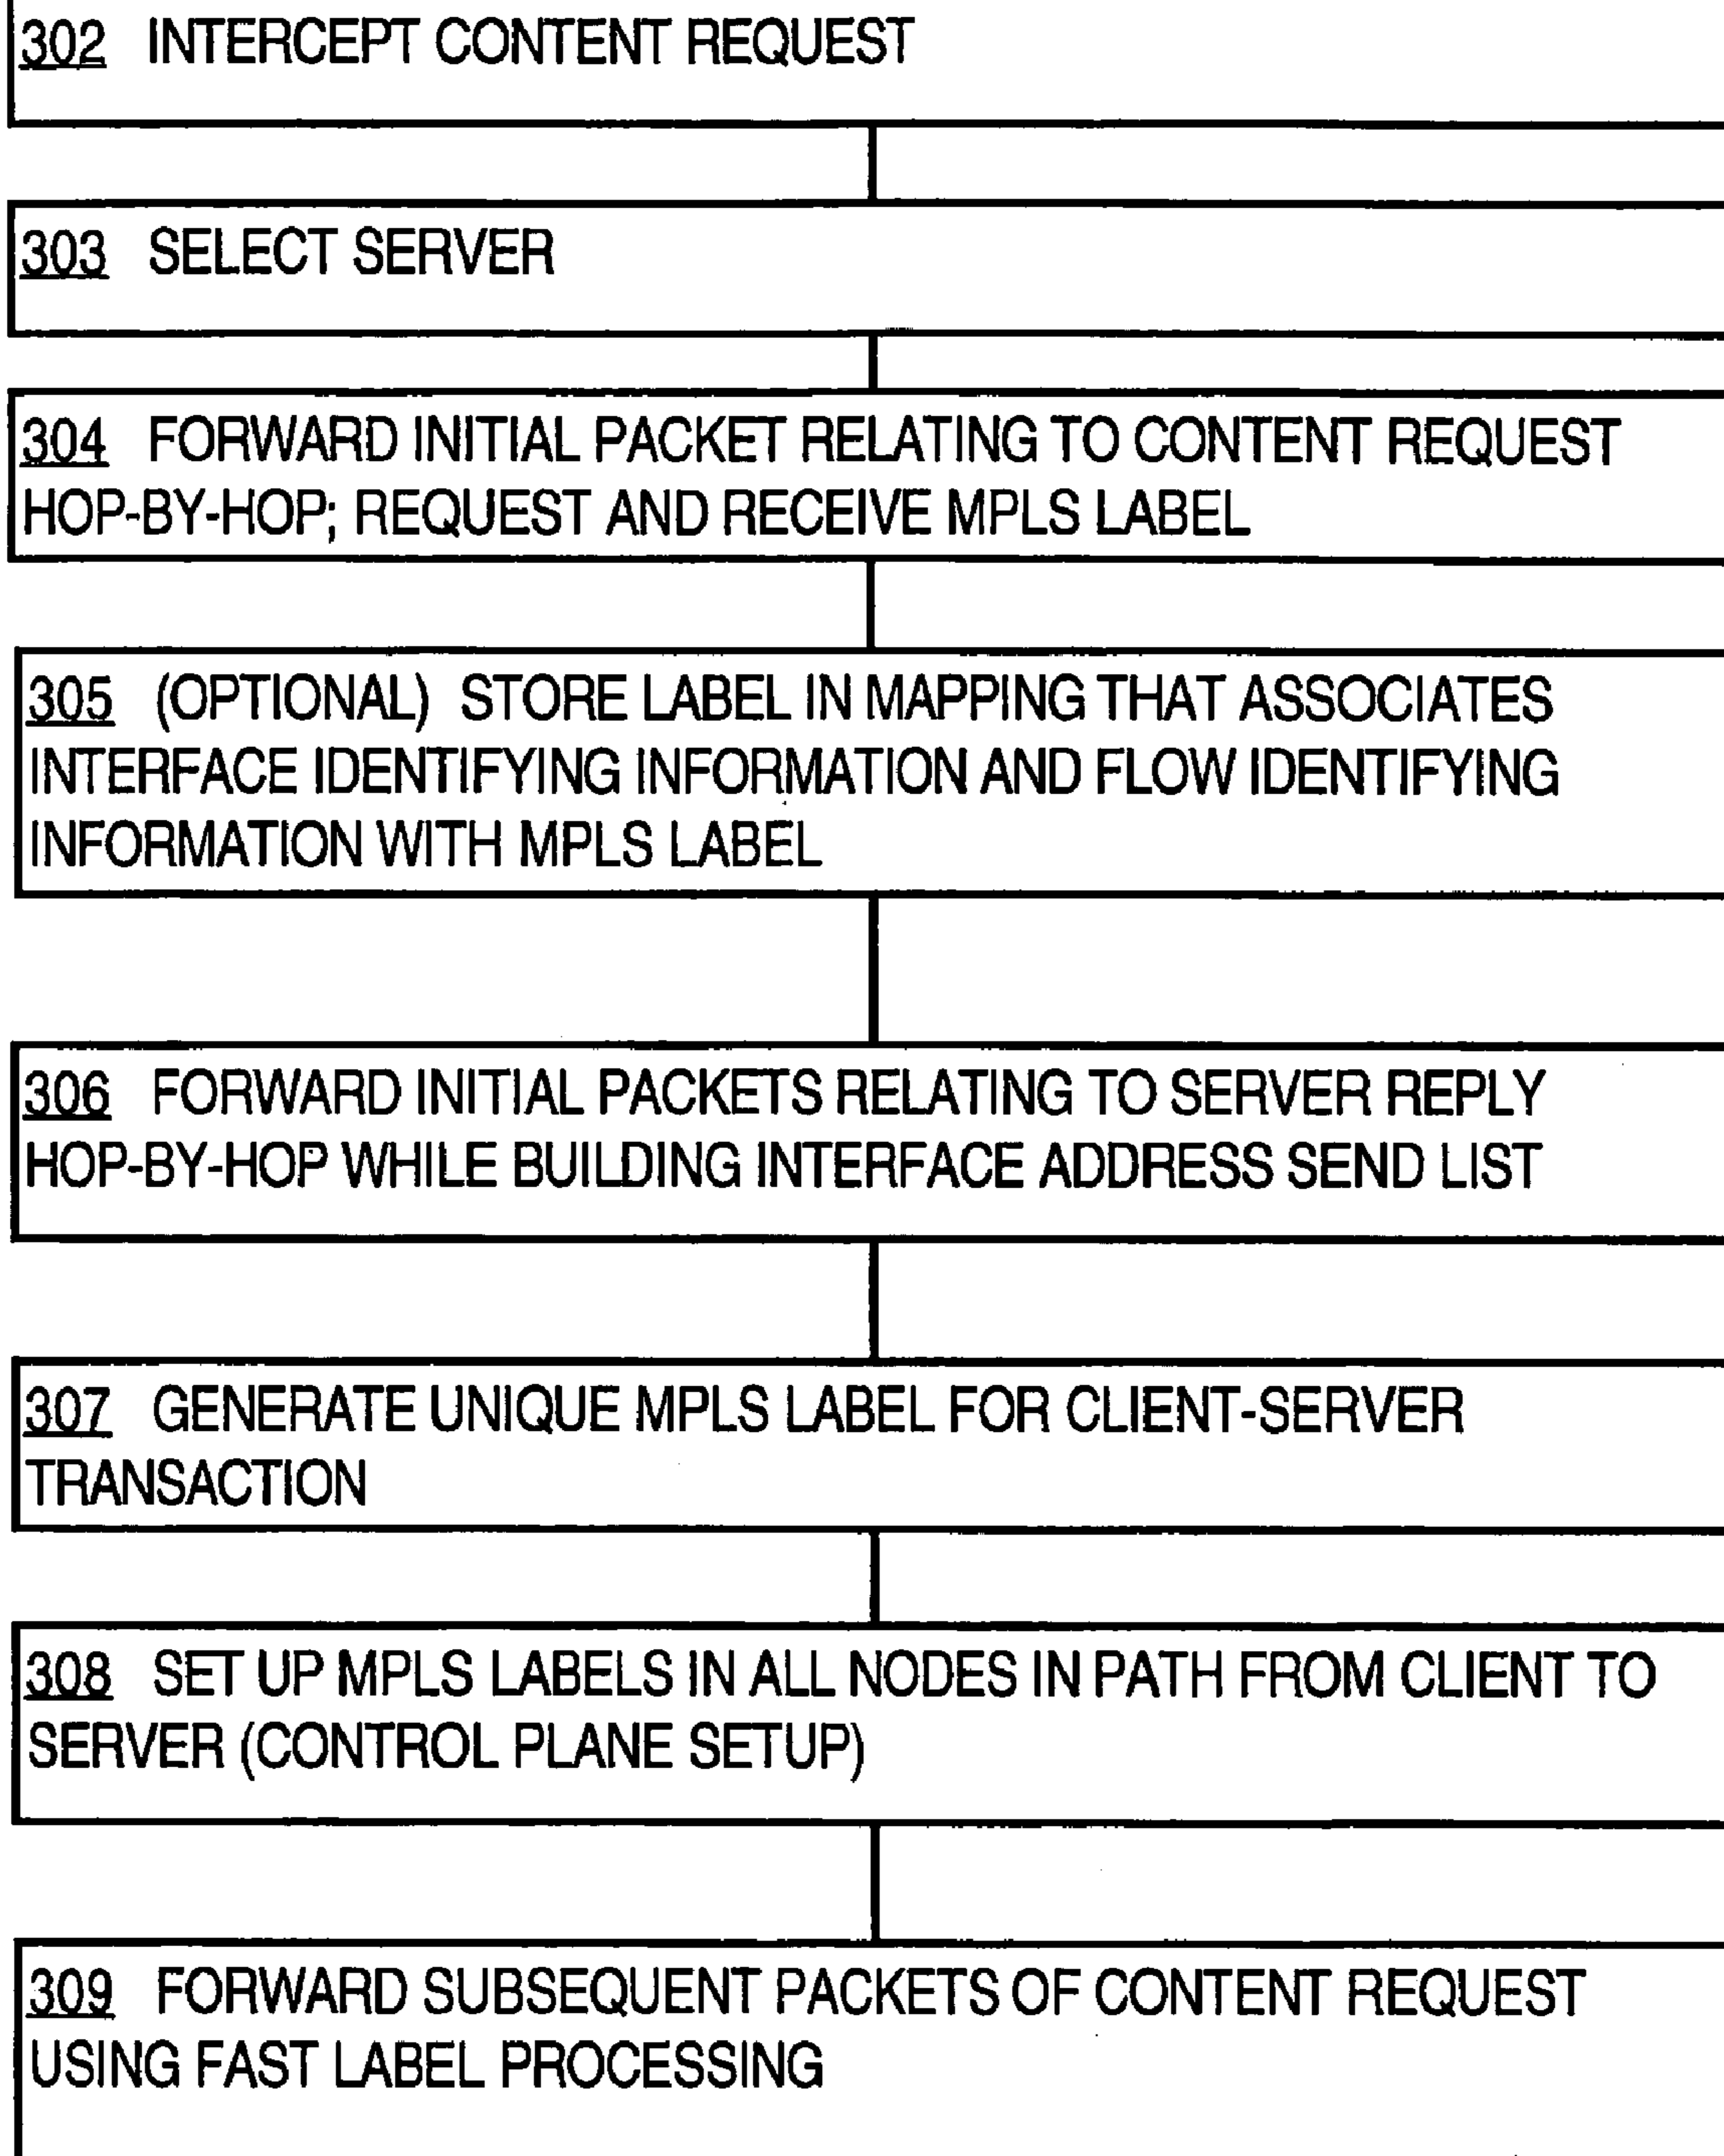 302 INTERCEPT CONTENT REQUEST
303 SELECT SERVER
304 FORWARD INITIAL PACKET RELATING TO CONTENT REQUEST
HOP-BY-HOP; REQUEST AND RECEIVE MPLS LABEL
305 (OPTIONAL) STORE LABEL IN MAPPING THAT ASSOCIATES
INTERFACE IDENTIFYING INFORMATION AND FLOW IDENTIFYING
INFORMATION WITH MPLS LABEL
306 FORWARD INITIAL PACKETS RELATING TO SERVER REPLY
HOP-BY-HOP WHILE BUILDING INTERFACE ADDRESS SEND LIST
307 GENERATE UNIQUE MPLS LABEL FOR CLIENT-SERVER
TRANSACTION
308 SET UP MPLS LABELS IN ALL NODES IN PATH FROM CLIENT TO
SERVER (CONTROL PLANE SETUP)
309 FORWARD SUBSEQUENT PACKETS OF CONTENT REQUEST
USING FAST LABEL PROCESSING